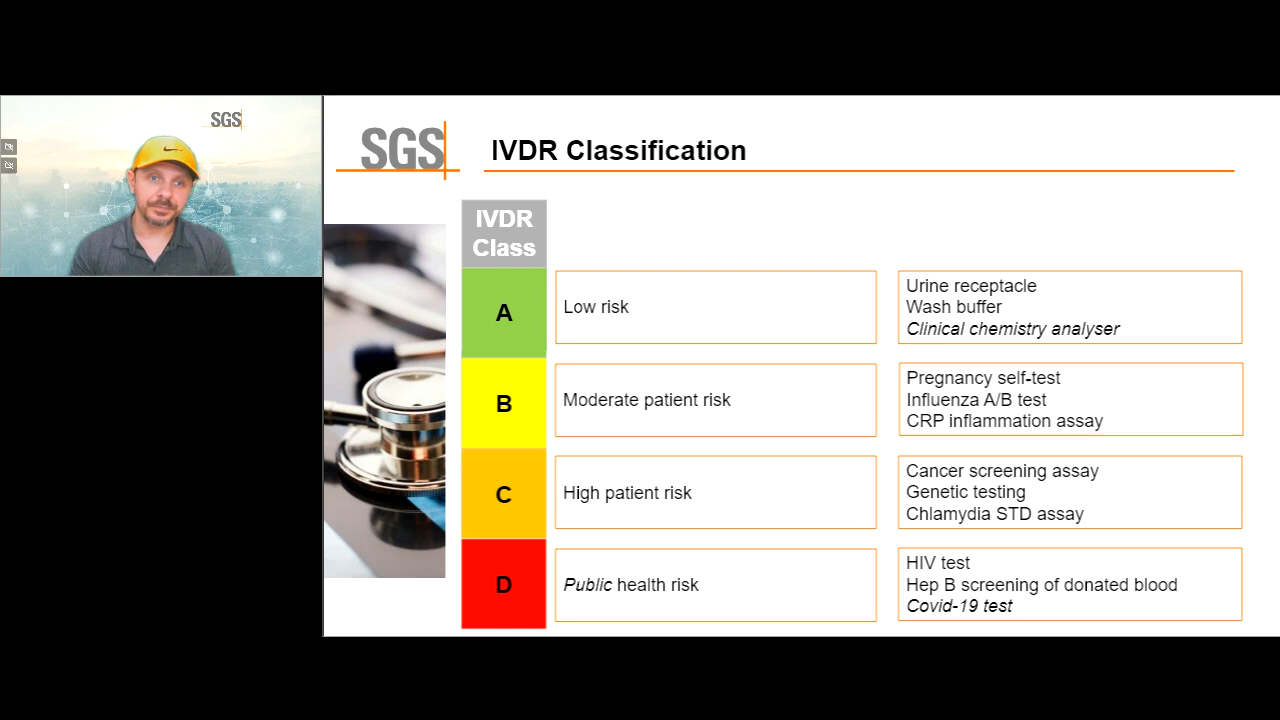 SGS
SGS
IVDR Classification
IVDR
Class
A
Low risk
Urine receptacle
Wash buffer
Clinical chemistry analyser
B
Moderate patient risk
Pregnancy self-test
Influenza A/B test
CRP inflammation assay
C
High patient risk
Cancer screening assay
Genetic testing
Chlamydia STD assay
D
Public health risk
HIV test
Hep B screening of donated blood
Covid-19 test